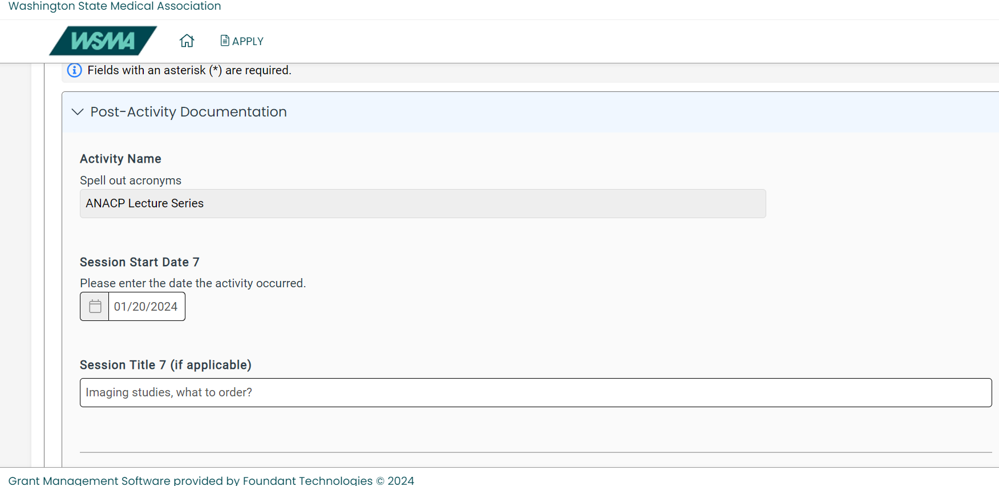 Washington State Medical Association
WSMA
APPLY
Fields with an asterisk (*) are required.
Post-Activity Documentation
Activity Name
Spell out acronyms
ANACP Lecture Series
Session Start Date 7
Please enter the date the activity occurred.
01/20/2024
Session Title 7 (if applicable)
Imaging studies, what to order?
Grant Management Software provided by Foundant Technologies © 2024